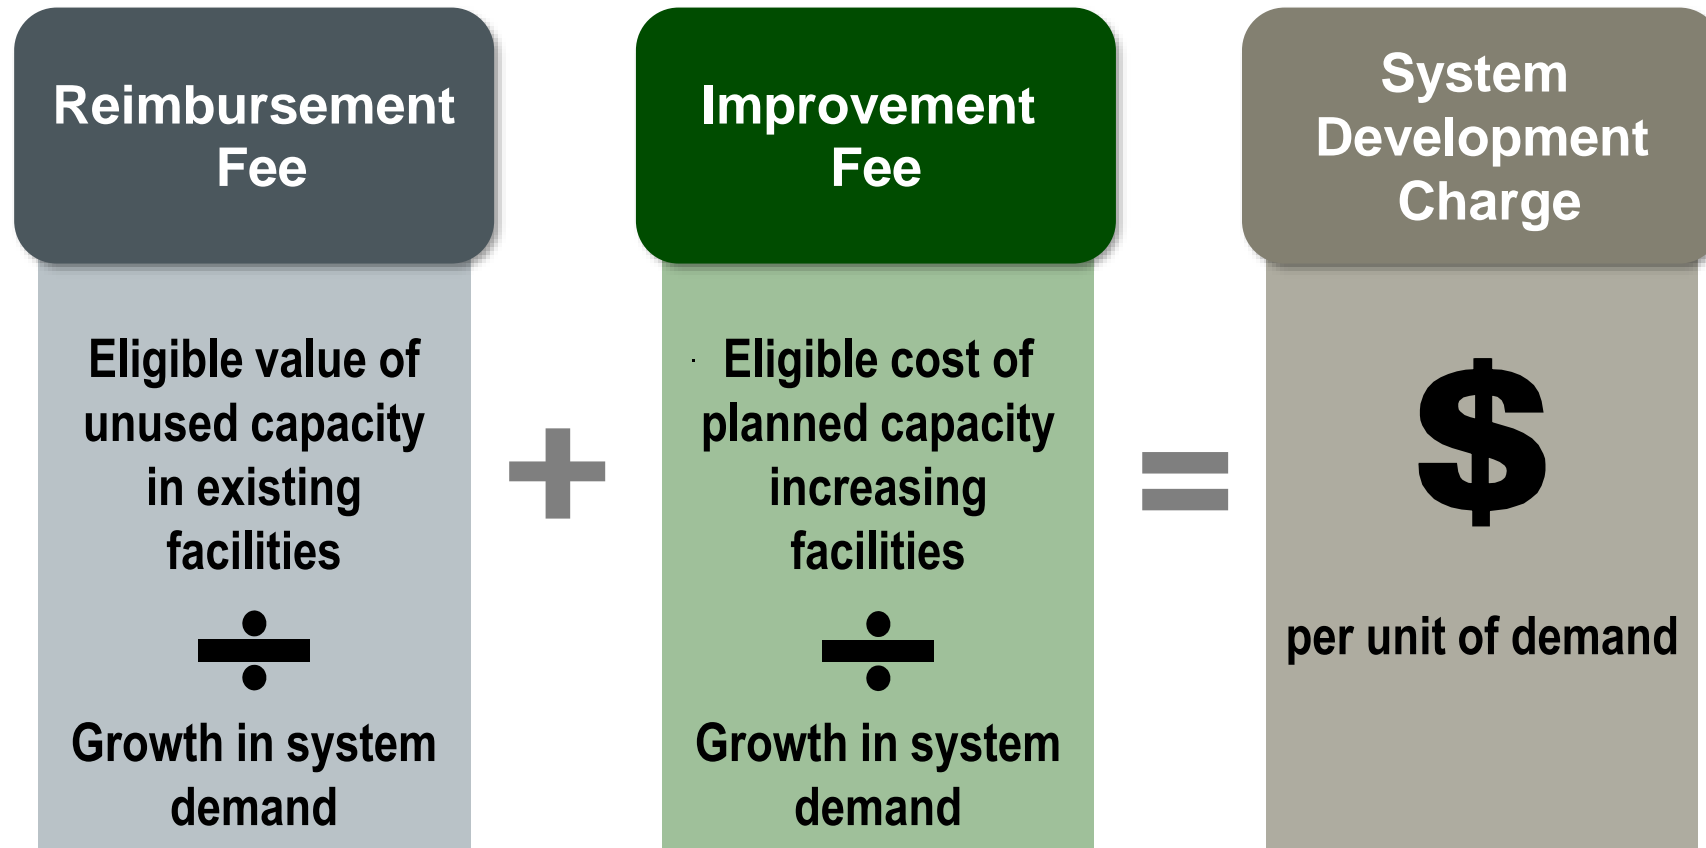 Reimbursement
Fee
Eligible value of
unused capacity
in existing
facilities
÷
Growth in system
demand
+
Improvement
Fee
Eligible cost of
planned capacity
increasing
facilities
÷
Growth in system
demand
=
System
Development
Charge
$
per unit of demand